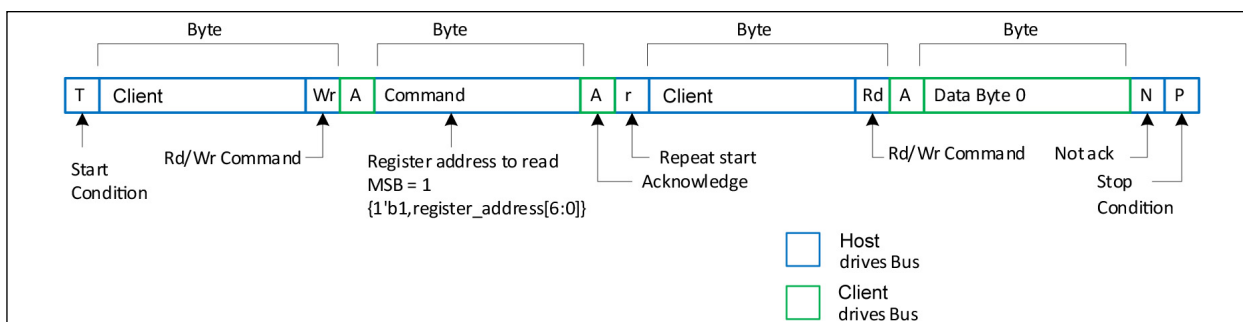 Byte Byte Byte Byte
T Client Wr A Command A r Client Rd A Data Byte 0 N P
Start
Condition
Rd/Wr Command
Register address to read
MSB = 1
{1'b1,register_address[6:0]}
Repeat start
Acknowledge
Rd/Wr Command
Not ack
Stop
Condition
Host
drives Bus
Client
drives Bus